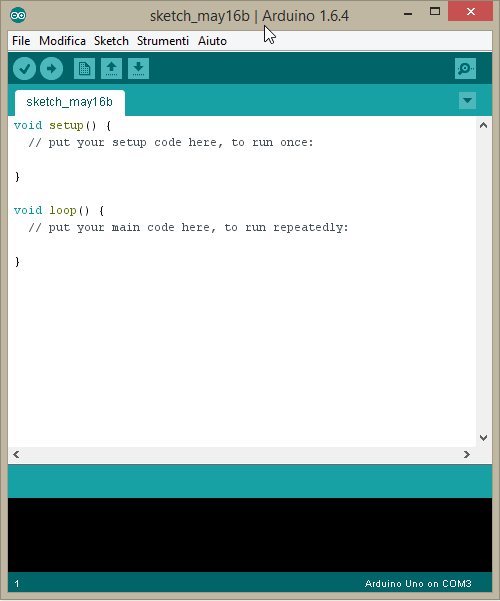 sketch_may16b | Arduino 1.6.4
File Modifica Sketch Strumenti Aiuto
sketch_may16b
void setup() {
  // put your setup code here, to run once:
}
void loop() {
  // put your main code here, to run repeatedly:
}
1 Arduino Uno on COM3